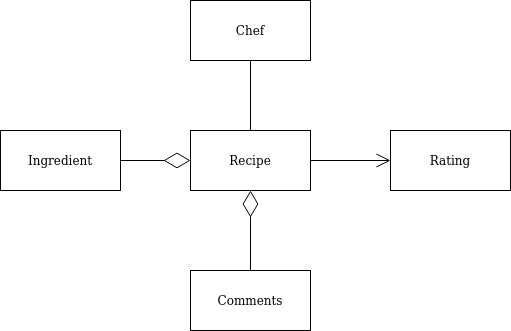 Chef
Ingredient
Recipe
Rating
Comments